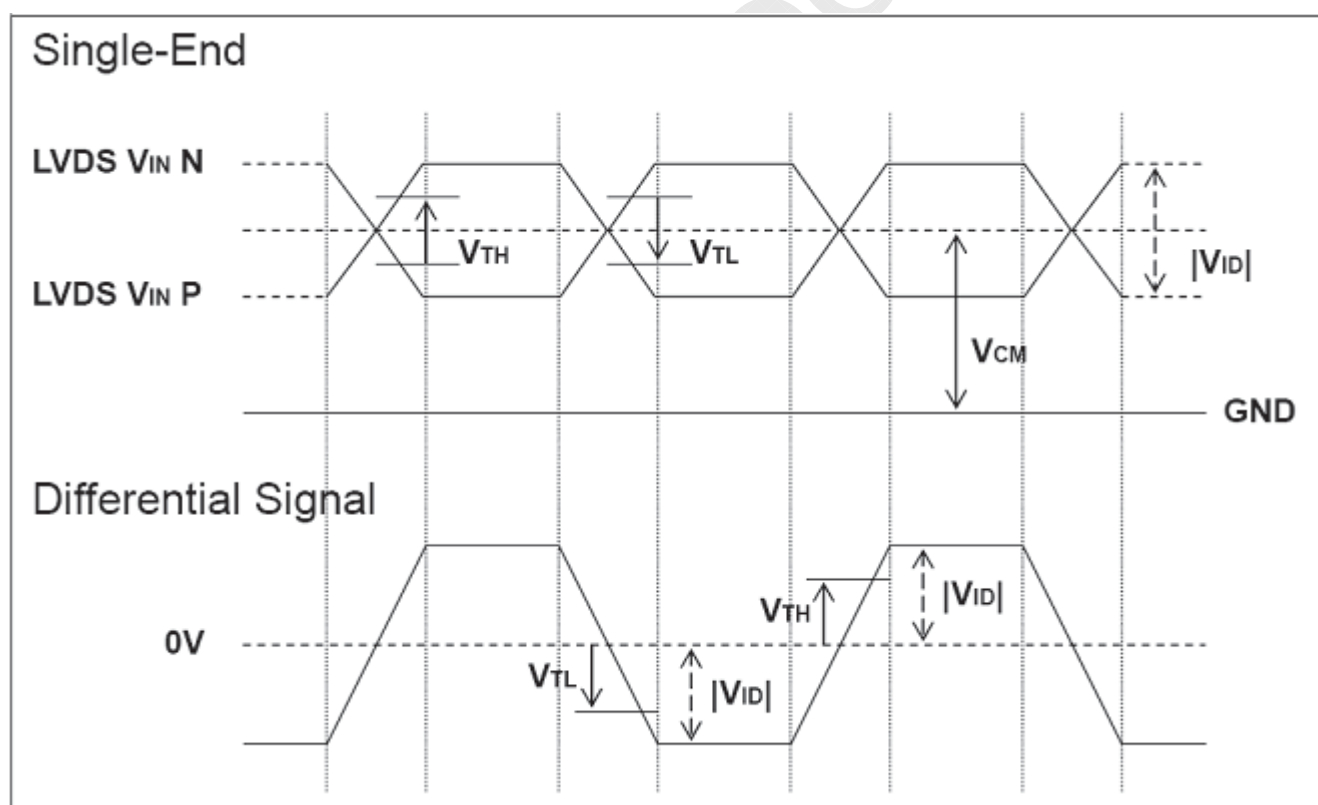 Single-End
LVDS VIN N
VTH
VTL
|VID|
LVDS VIN P
VCM
GND
Differential Signal
|VID|
VTH
0V
VTL
|VID|